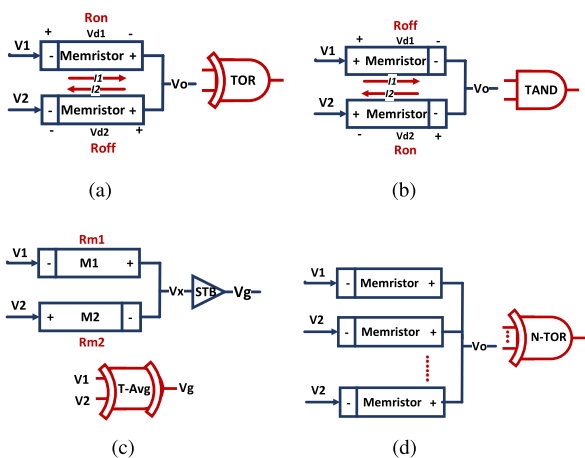 Ron
+ Vd1 -
V1 - Memristor +
I1
I2
Vo TOR
V2 - Memristor +
- Vd2 +
Roff
(a)
Roff
+ Vd1 -
V1 + Memristor -
I1
I2
Vo TAND
V2 + Memristor -
- Vd2 +
Ron
(b)
Rm1
V1 - M1 +
Vx STB Vg
V2 + M2 -
Rm2
V1 T-Avg Vg
V2
(c)
V1 - Memristor +
V2 - Memristor +
Vo N-TOR
V2 - Memristor +
(d)